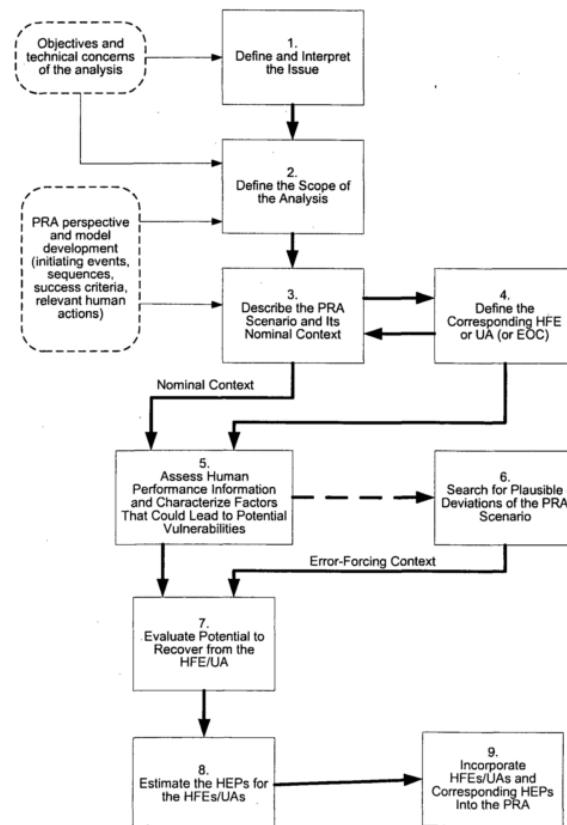 Objectives and
technical concerns
of the analysis
1.
Define and Interpret
the Issue
2.
Define the Scope of
the Analysis
PRA perspective
and model
development
(initiating events,
sequences,
success criteria,
relevant human
actions)
3.
Describe the PRA
Scenario and Its
Nominal Context
4.
Define the
Corresponding HFE
or UA (or EOC)
Nominal Context
5.
Assess Human
Performance Information
and Characterize Factors
That Could Lead to Potential
Vulnerabilities
6.
Search for Plausible
Deviations of the PRA
Scenario
Error-Forcing Context
7.
Evaluate Potential to
Recover from the
HFE/UA
8.
Estimate the HEPs for
the HFEs/UAs
9.
Incorporate
HFEs/UAs and
Corresponding HEPs
Into the PRA